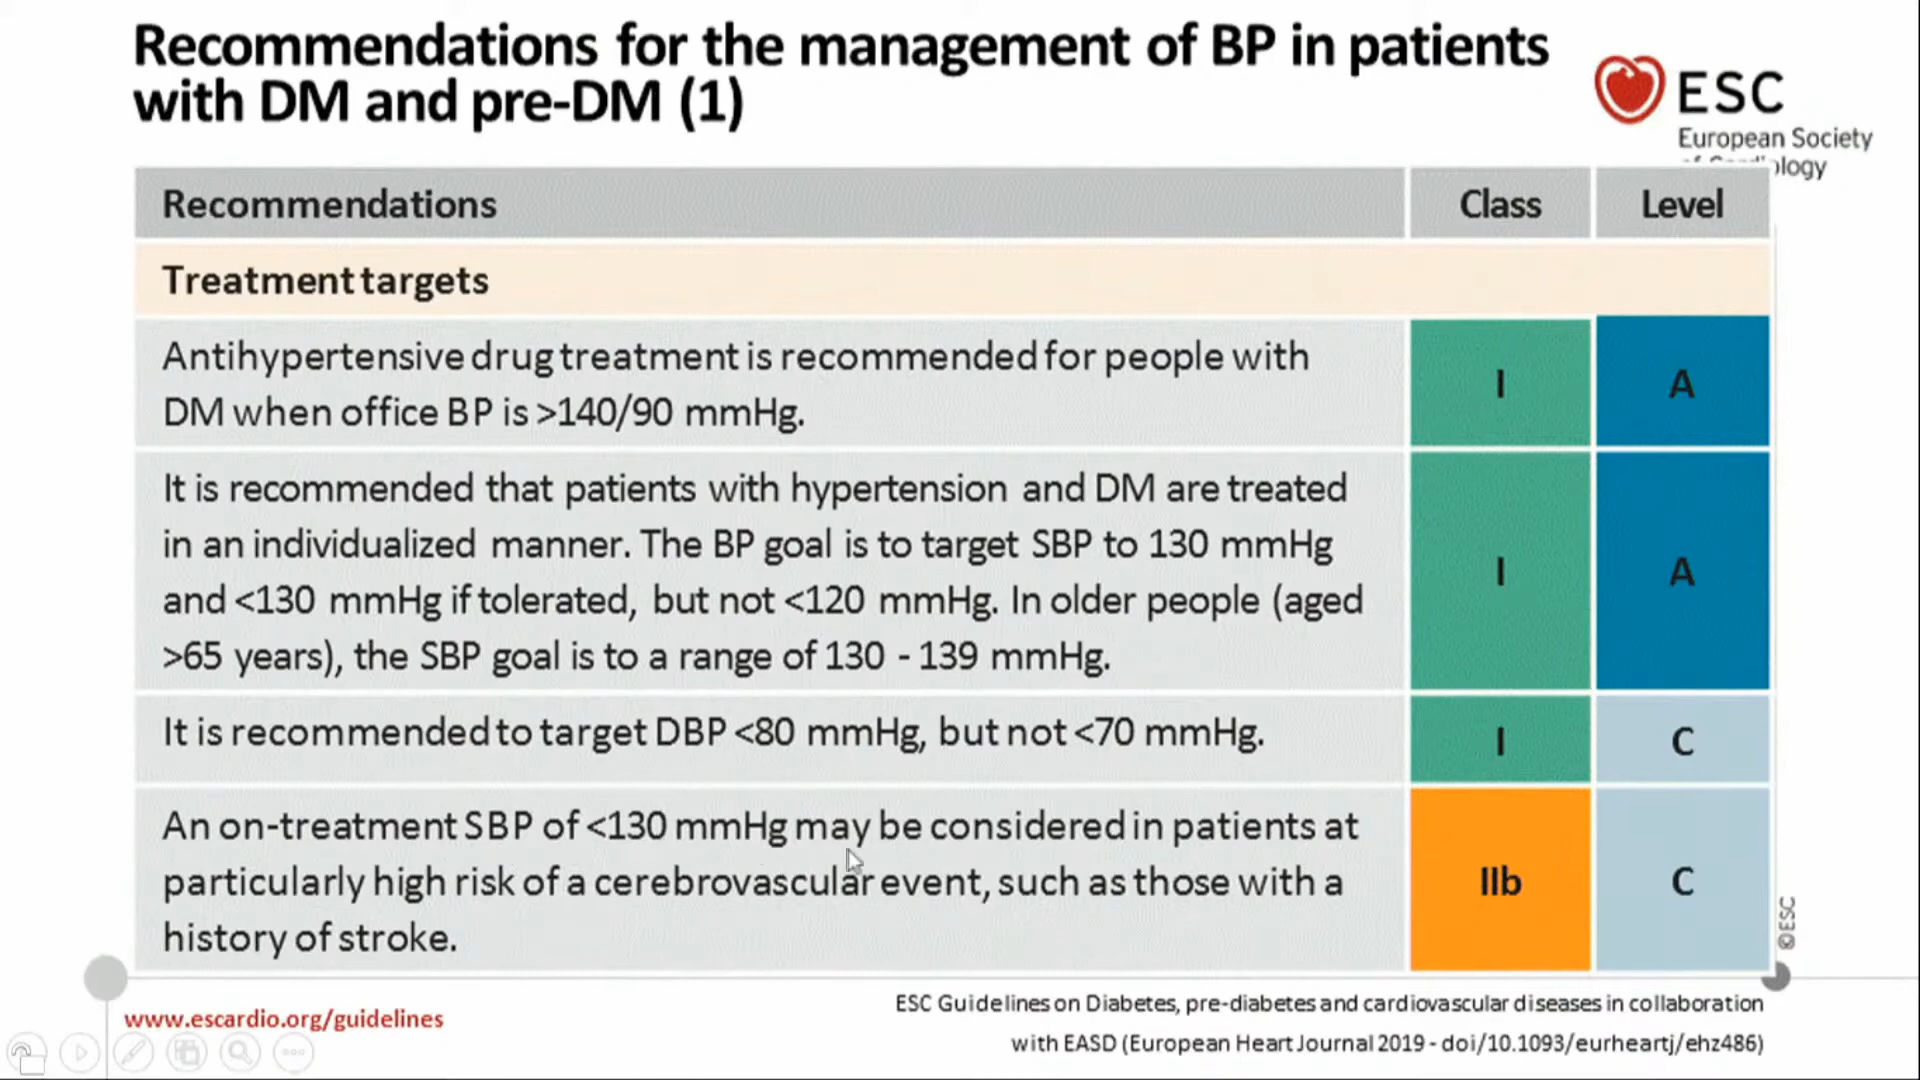 Recommendations for the management of BP in patients
with DM and pre-DM (1)
ESC
European Society
Recommendations
Class
Level
Treatment targets
Antihypertensive drug treatment is recommended for people with
DM when office BP is >140/90 mmHg.
I
A
It is recommended that patients with hypertension and DM are treated
in an individualized manner. The BP goal is to target SBP to 130 mmHg
and <130 mmHg if tolerated, but not <120 mmHg. In older people (aged
>65 years), the SBP goal is to a range of 130 - 139 mmHg.
I
A
It is recommended to target DBP <80 mmHg, but not <70 mmHg.
I
C
An on-treatment SBP of <130 mmHg may be considered in patients at
particularly high risk of a cerebrovascular event, such as those with a
history of stroke.
IIb
C
©ESC
www.escardio.org/guidelines
ESC Guidelines on Diabetes, pre-diabetes and cardiovascular diseases in collaboration
with EASD (European Heart Journal 2019 - doi/10.1093/eurheartj/ehz486)